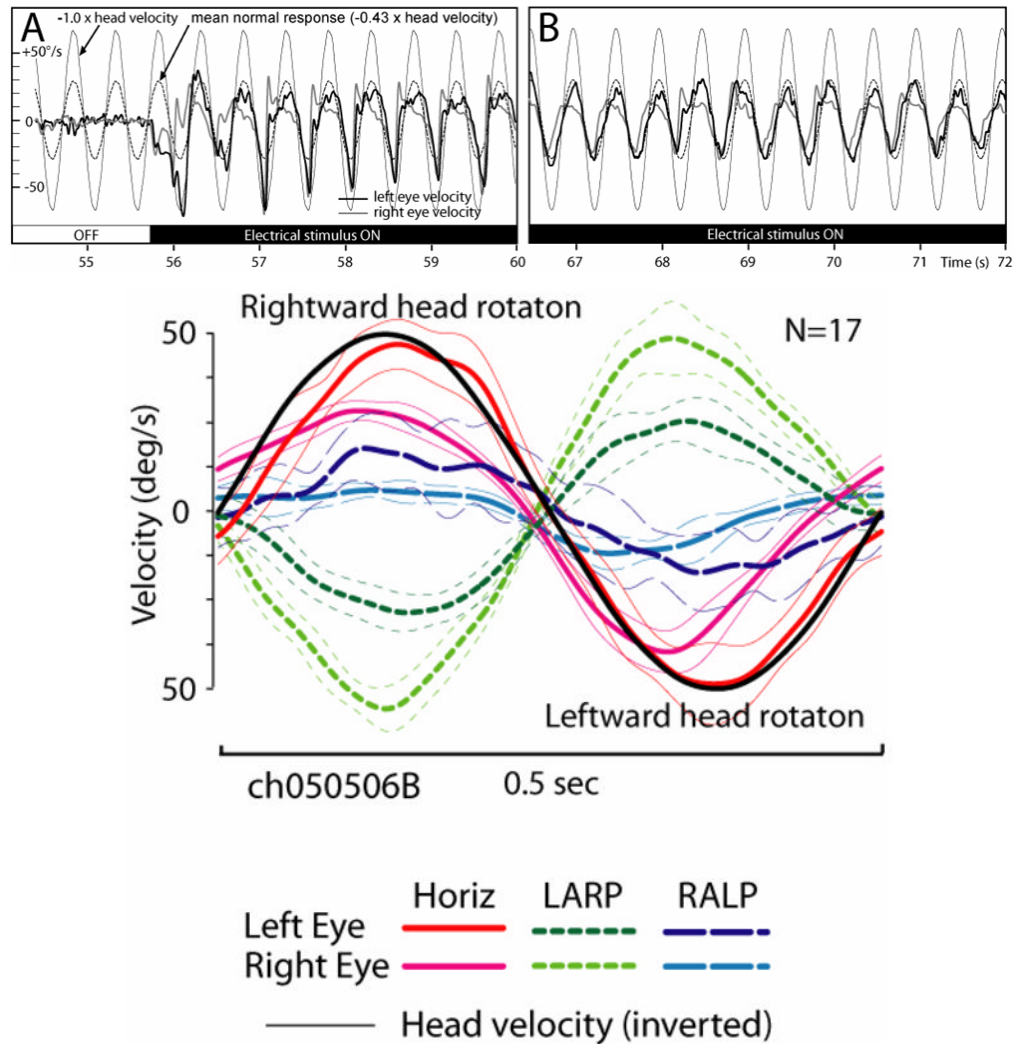 A
-1.0 x head velocity
mean normal response (-0.43 x head velocity)
+50°/s
0
-50
left eye velocity
right eye velocity
OFF
Electrical stimulus ON
55 56 57 58 59 60
B
Electrical stimulus ON
67 68 69 70 71 Time (s) 72
Rightward head rotaton
N=17
50
0
50
Velocity (deg/s)
Leftward head rotaton
ch050506B 0.5 sec
Horiz LARP RALP
Left Eye
Right Eye
Head velocity (inverted)